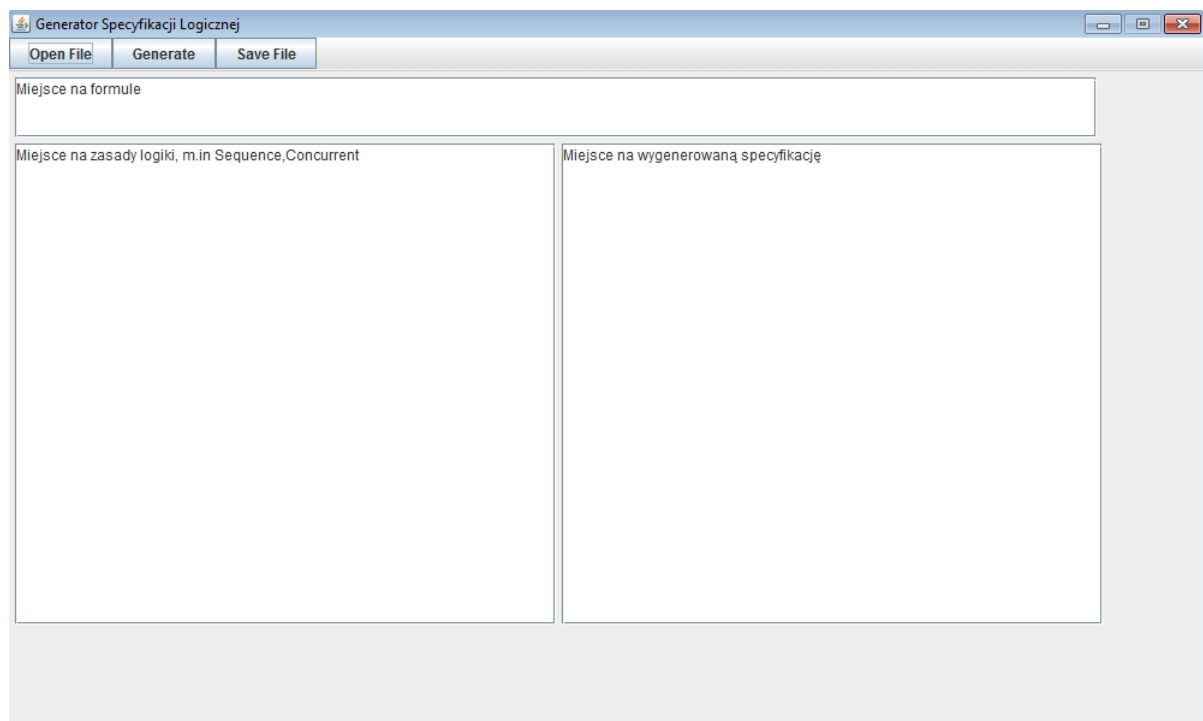 Generator Specyfikacji Logicznej
Open File Generate Save File
Miejsce na formule
Miejsce na zasady logiki, m.in Sequence,Concurrent
Miejsce na wygenerowaną specyfikację